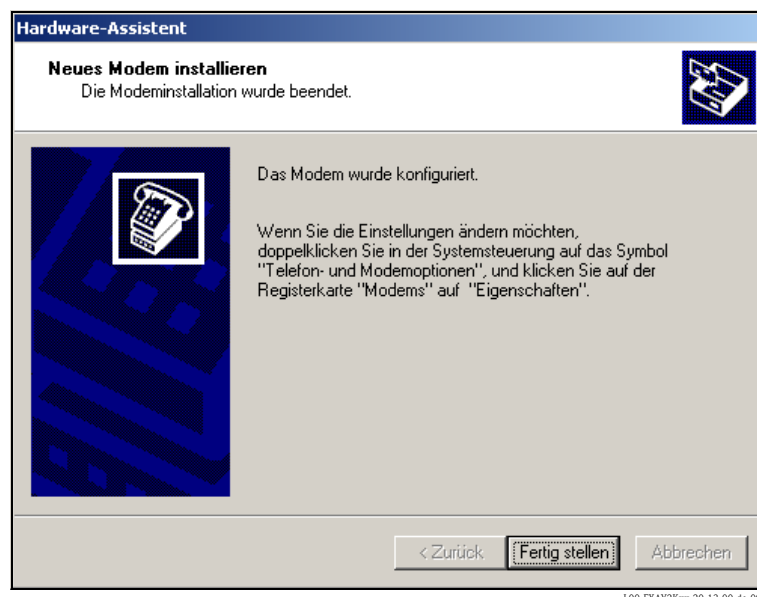 Hardware-Assistent
Neues Modem installieren
Die Modeminstallation wurde beendet.
Das Modem wurde konfiguriert.
Wenn Sie die Einstellungen ändern möchten,
doppelklicken Sie in der Systemsteuerung auf das Symbol
"Telefon- und Modemoptionen", und klicken Sie auf der
Registerkarte "Modems" auf "Eigenschaften".
< Zurück
Fertig stellen
Abbrechen